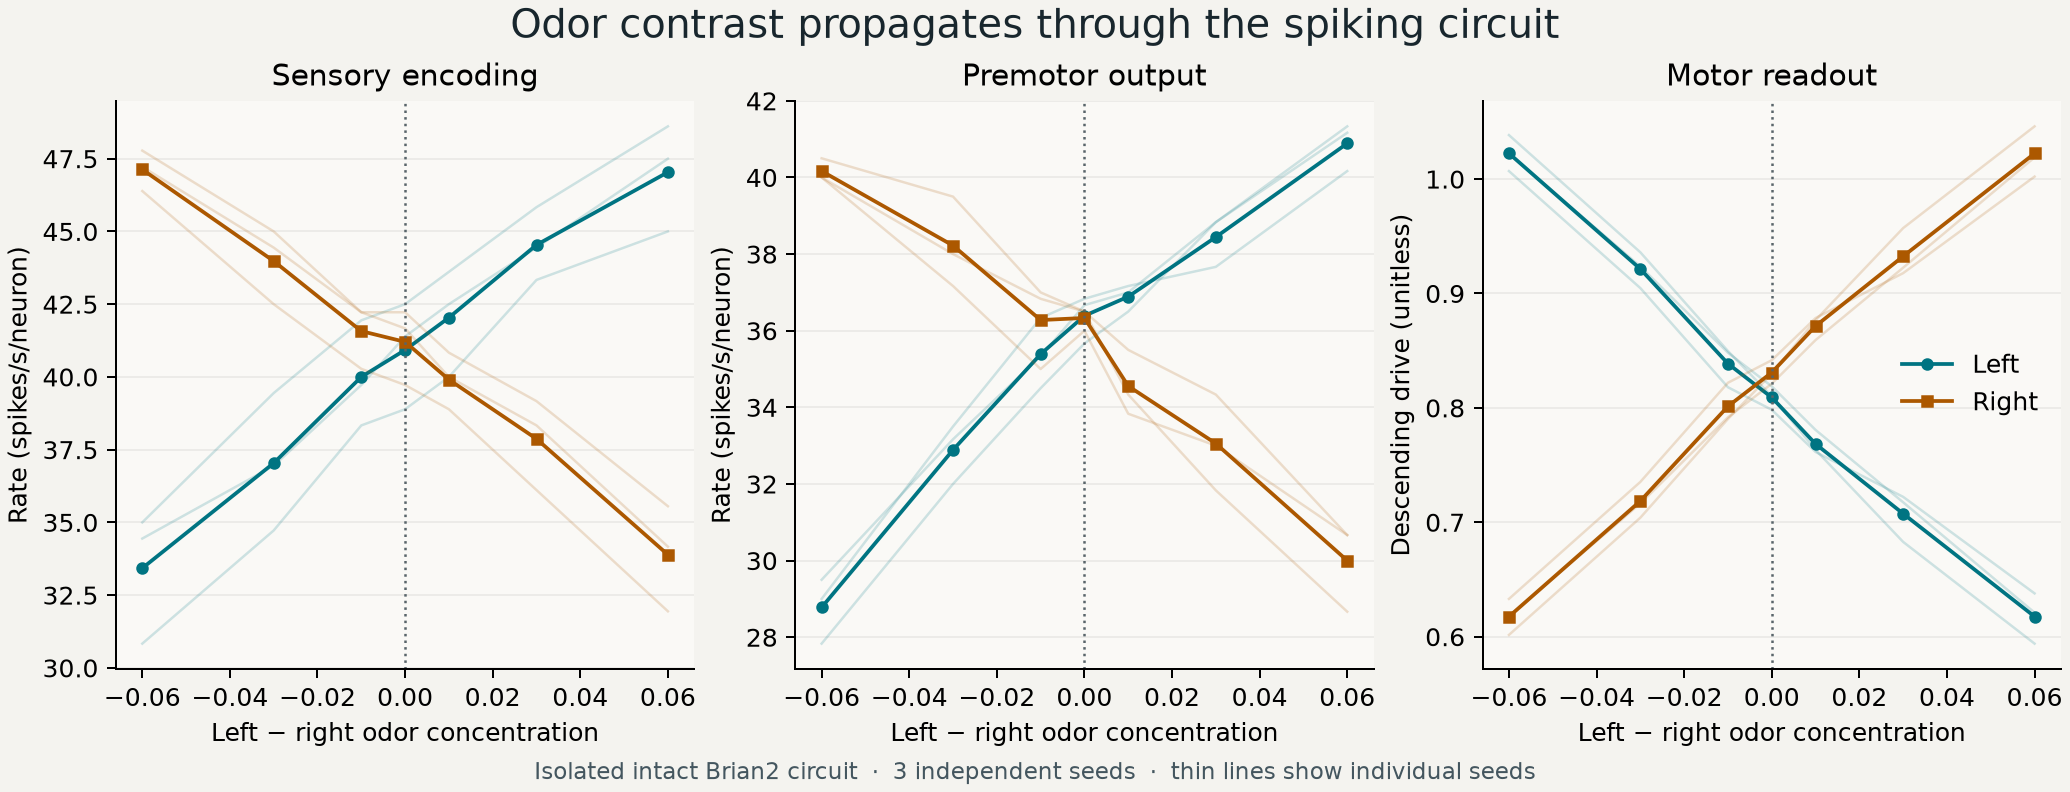 Odor contrast propagates through the spiking circuit
Sensory encoding
Rate (spikes/s/neuron)
47.5
45.0
42.5
40.0
37.5
35.0
32.5
30.0
−0.06 −0.04 −0.02 0.00 0.02 0.04 0.06
Left − right odor concentration
Premotor output
Rate (spikes/s/neuron)
42
40
38
36
34
32
30
28
−0.06 −0.04 −0.02 0.00 0.02 0.04 0.06
Left − right odor concentration
Motor readout
Descending drive (unitless)
1.0
0.9
0.8
0.7
0.6
Left
Right
−0.06 −0.04 −0.02 0.00 0.02 0.04 0.06
Left − right odor concentration
Isolated intact Brian2 circuit · 3 independent seeds · thin lines show individual seeds